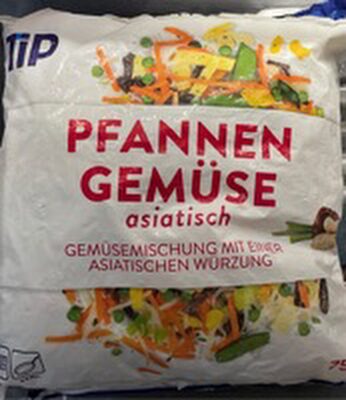 TiP
PFANNEN
GEMÜSE
asiatisch
GEMÜSEMISCHUNG MIT EINER
ASIATISCHEN WÜRZUNG